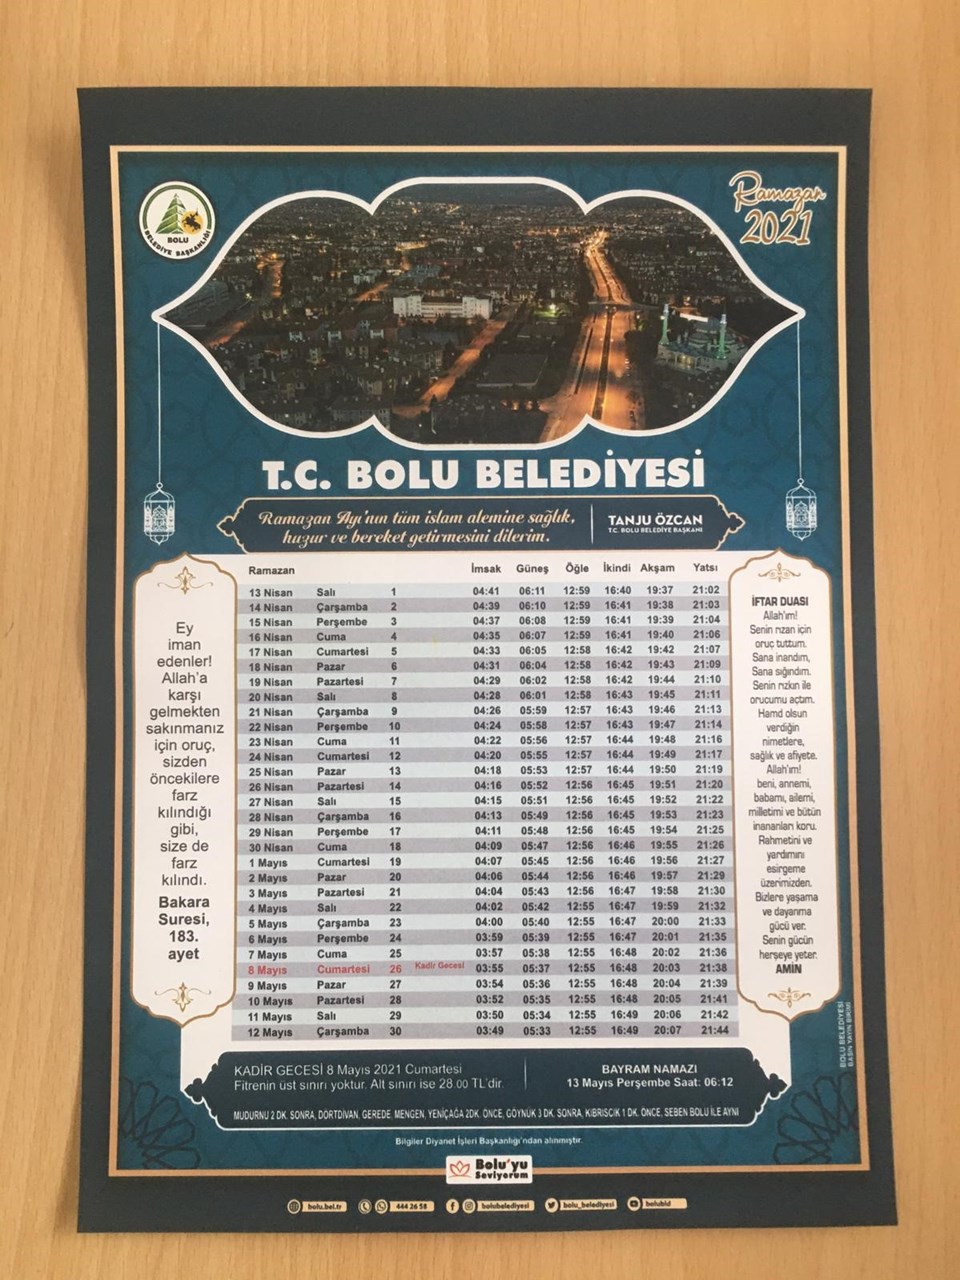 BOLU
BELEDİYE BAŞKANLIĞI
Ramazan
2021
T.C. BOLU BELEDİYESİ
Ramazan Ayı'nın tüm islam alemine sağlık,
huzur ve bereket getirmesini dilerim.
TANJU ÖZCAN
T.C. BOLU BELEDİYE BAŞKANI
Ey
iman
edenler!
Allah'a
karşı
gelmekten
sakınmanız
için oruç,
sizden
öncekilere
farz
kılındığı
gibi,
size de
farz
kılındı.
Bakara
Suresi,
183.
ayet
Ramazan İmsak Güneş Öğle İkindi Akşam Yatsı
13 Nisan Salı 1 04:41 06:11 12:59 16:40 19:37 21:02
14 Nisan Çarşamba 2 04:39 06:10 12:59 16:41 19:38 21:03
15 Nisan Perşembe 3 04:37 06:08 12:59 16:41 19:39 21:04
16 Nisan Cuma 4 04:35 06:07 12:59 16:41 19:40 21:06
17 Nisan Cumartesi 5 04:33 06:05 12:58 16:42 19:42 21:07
18 Nisan Pazar 6 04:31 06:04 12:58 16:42 19:43 21:09
19 Nisan Pazartesi 7 04:29 06:02 12:58 16:42 19:44 21:10
20 Nisan Salı 8 04:28 06:01 12:58 16:43 19:45 21:11
21 Nisan Çarşamba 9 04:26 05:59 12:57 16:43 19:46 21:13
22 Nisan Perşembe 10 04:24 05:58 12:57 16:43 19:47 21:14
23 Nisan Cuma 11 04:22 05:56 12:57 16:44 19:48 21:16
24 Nisan Cumartesi 12 04:20 05:55 12:57 16:44 19:49 21:17
25 Nisan Pazar 13 04:18 05:53 12:57 16:44 19:50 21:19
26 Nisan Pazartesi 14 04:16 05:52 12:56 16:45 19:51 21:20
27 Nisan Salı 15 04:15 05:51 12:56 16:45 19:52 21:22
28 Nisan Çarşamba 16 04:13 05:49 12:56 16:45 19:53 21:23
29 Nisan Perşembe 17 04:11 05:48 12:56 16:45 19:54 21:25
30 Nisan Cuma 18 04:09 05:47 12:56 16:46 19:55 21:26
1 Mayıs Cumartesi 19 04:07 05:45 12:56 16:46 19:56 21:27
2 Mayıs Pazar 20 04:06 05:44 12:56 16:46 19:57 21:29
3 Mayıs Pazartesi 21 04:04 05:43 12:56 16:47 19:58 21:30
4 Mayıs Salı 22 04:02 05:42 12:55 16:47 19:59 21:32
5 Mayıs Çarşamba 23 04:00 05:40 12:55 16:47 20:00 21:33
6 Mayıs Perşembe 24 03:59 05:39 12:55 16:47 20:01 21:35
7 Mayıs Cuma 25 03:57 05:38 12:55 16:48 20:02 21:36
8 Mayıs Cumartesi 26 Kadir Gecesi 03:55 05:37 12:55 16:48 20:03 21:38
9 Mayıs Pazar 27 03:54 05:36 12:55 16:48 20:04 21:39
10 Mayıs Pazartesi 28 03:52 05:35 12:55 16:48 20:05 21:41
11 Mayıs Salı 29 03:50 05:34 12:55 16:49 20:06 21:42
12 Mayıs Çarşamba 30 03:49 05:33 12:55 16:49 20:07 21:44
İFTAR DUASI
Allah'ım!
Senin rızan için
oruç tuttum.
Sana inandım,
Sana sığındım.
Senin rızkın ile
orucumu açtım.
Hamd olsun
verdiğin
nimetlere,
sağlık ve afiyete.
Allah'ım!
beni, annemi,
babamı, ailemi,
milletimi ve bütün
inananları koru.
Rahmetini ve
yardımını
esirgeme
üzerimizden.
Bizlere yaşama
ve dayanma
gücü ver.
Senin gücün
herşeye yeter.
AMİN
BOLU BELEDİYESİ
BASIN YAYIN BİRİMİ
KADİR GECESİ 8 Mayıs 2021 Cumartesi
Fitrenin üst sınırı yoktur. Alt sınırı ise 28.00 TL'dir.
BAYRAM NAMAZI
13 Mayıs Perşembe Saat: 06:12
MUDURNU 2 DK. SONRA, DÖRTDİVAN, GEREDE, MENGEN, YENİÇAĞA 2DK. ÖNCE, GÖYNÜK 3 DK. SONRA, KIBRISCIK 1 DK. ÖNCE, SEBEN BOLU İLE AYNI
Bilgiler Diyanet İşleri Başkanlığı'ndan alınmıştır.
Bolu'yu
Seviyorum
bolu.bel.tr 444 26 58 bolubelediyesi bolu_belediyesi bolubld